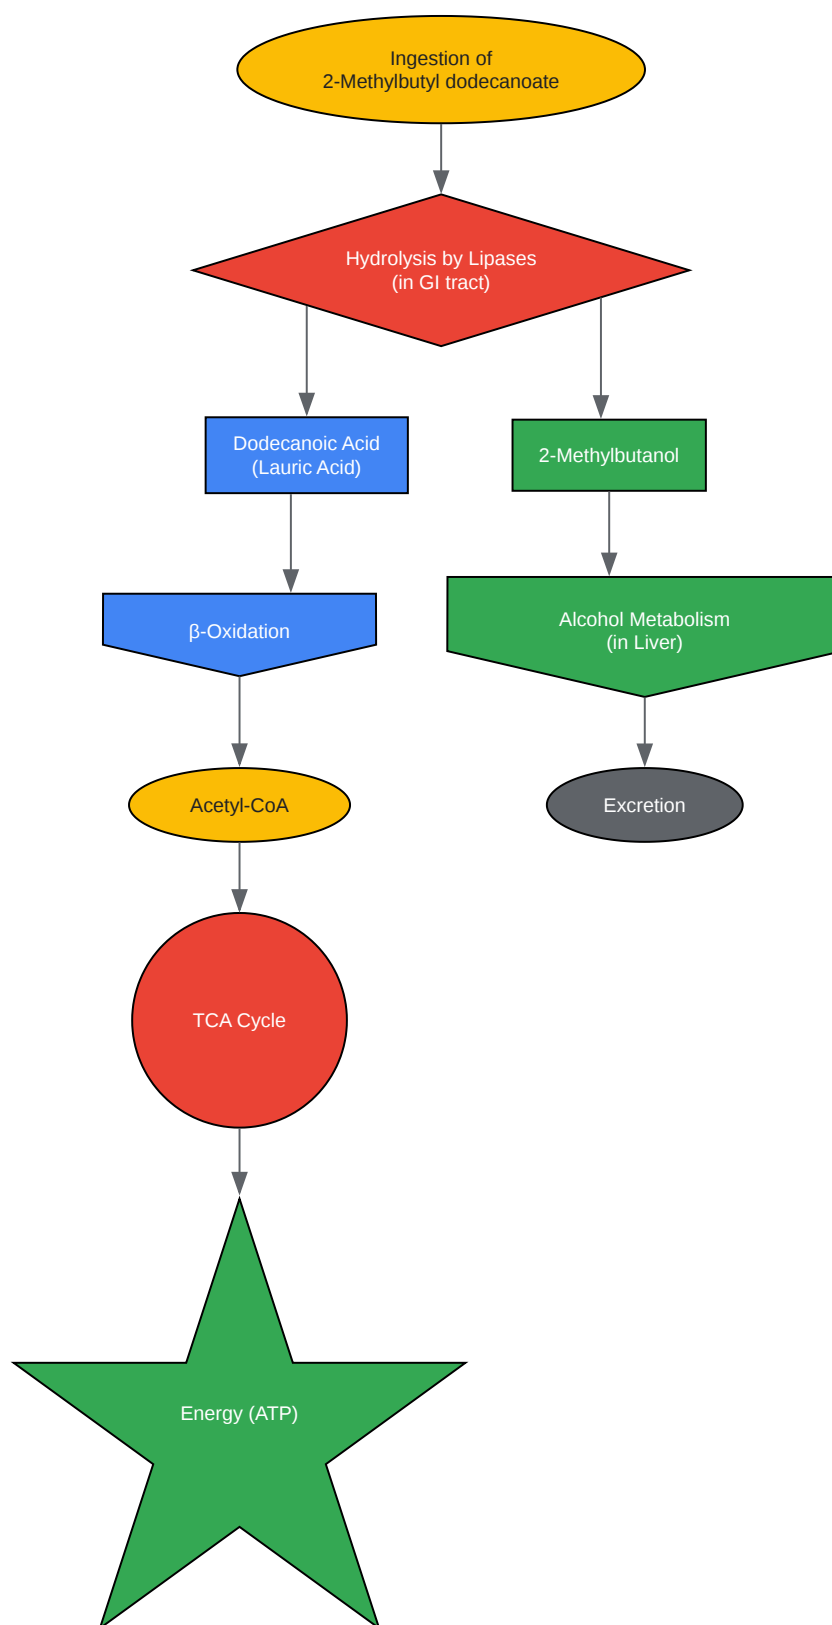 Ingestion of
2-Methylbutyl dodecanoate
Hydrolysis by Lipases
(in GI tract)
Dodecanoic Acid
(Lauric Acid)
2-Methylbutanol
β-Oxidation
Alcohol Metabolism
(in Liver)
Acetyl-CoA
Excretion
TCA Cycle
Energy (ATP)